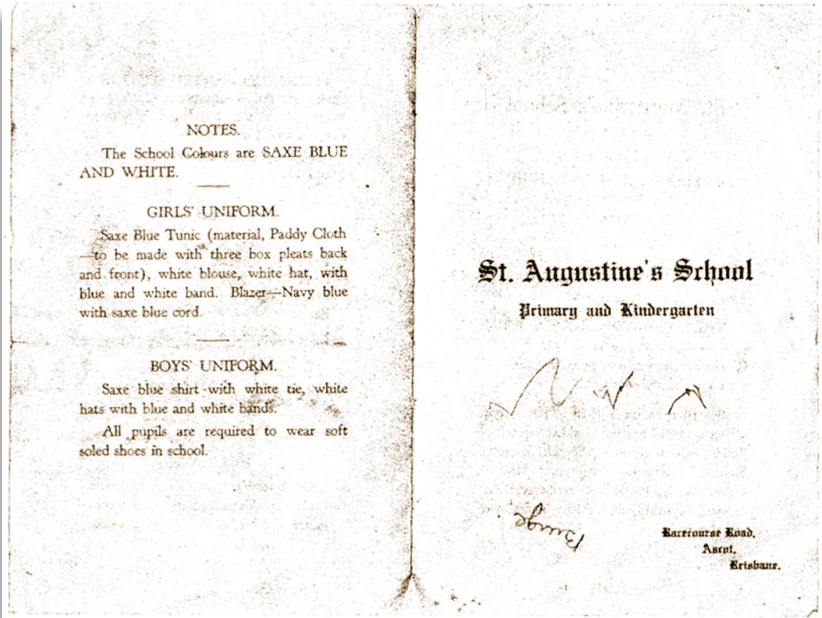 NOTES.
The School Colours are SAXE BLUE
AND WHITE.
GIRLS' UNIFORM.
Saxe Blue Tunic (material, Paddy Cloth
—to be made with three box pleats back
and front), white blouse, white hat, with
blue and white band. Blazer—Navy blue
with saxe blue cord.
BOYS' UNIFORM.
Saxe blue shirt with white tie, white
hats with blue and white bands.
All pupils are required to wear soft
soled shoes in school.
St. Augustine's School
Primary and Kindergarten
Racecourse Road,
Ascot,
Brisbane.